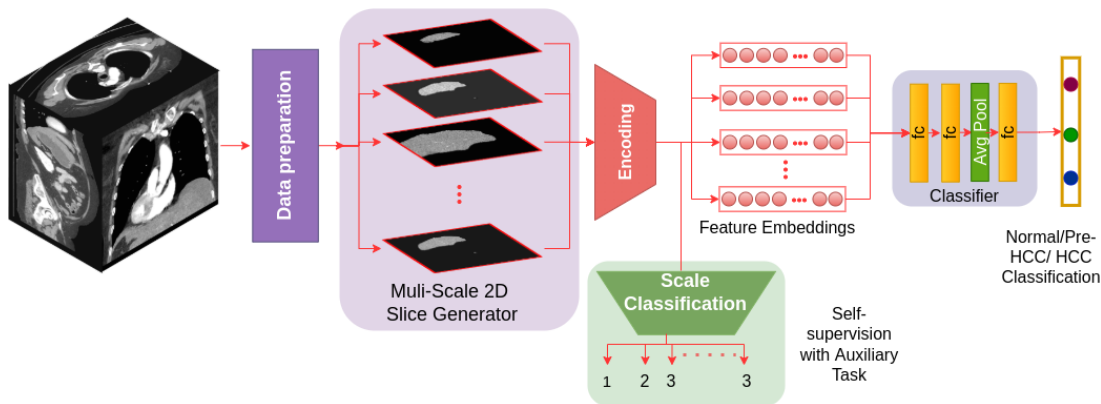 Data preparation
Muli-Scale 2D
Slice Generator
Encoding
Feature Embeddings
fc
fc
Avg Pool
fc
Classifier
Normal/Pre-
HCC/ HCC
Classification
Scale
Classification
1 2 3 3
Self-
supervision
with Auxiliary
Task